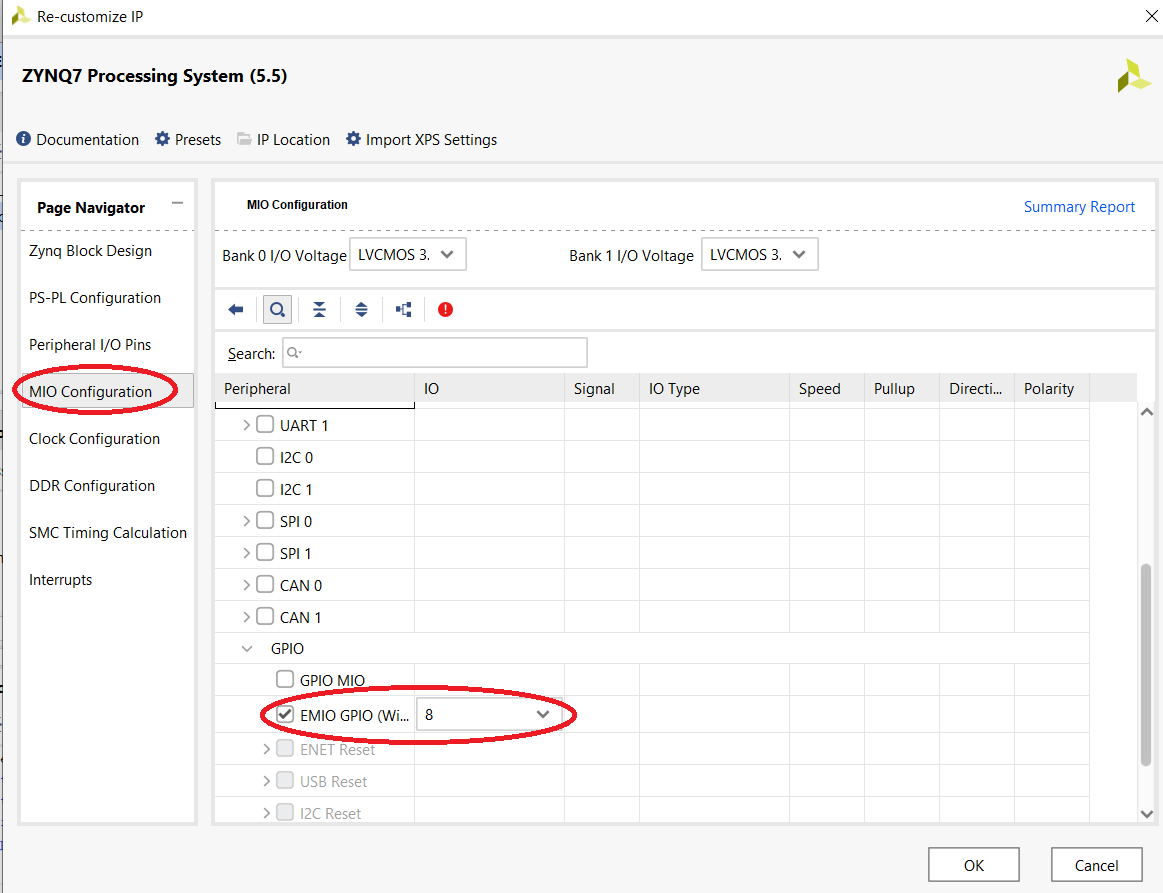 Re-customize IP
ZYNQ7 Processing System (5.5)
Documentation Presets IP Location Import XPS Settings
Page Navigator
Zynq Block Design
PS-PL Configuration
Peripheral I/O Pins
MIO Configuration
Clock Configuration
DDR Configuration
SMC Timing Calculation
Interrupts
MIO Configuration Summary Report
Bank 0 I/O Voltage LVCMOS 3. Bank 1 I/O Voltage LVCMOS 3.
Search:
Peripheral IO Signal IO Type Speed Pullup Directi... Polarity
UART 1
I2C 0
I2C 1
SPI 0
SPI 1
CAN 0
CAN 1
GPIO
GPIO MIO
EMIO GPIO (Wi... 8
ENET Reset
USB Reset
I2C Reset
OK Cancel